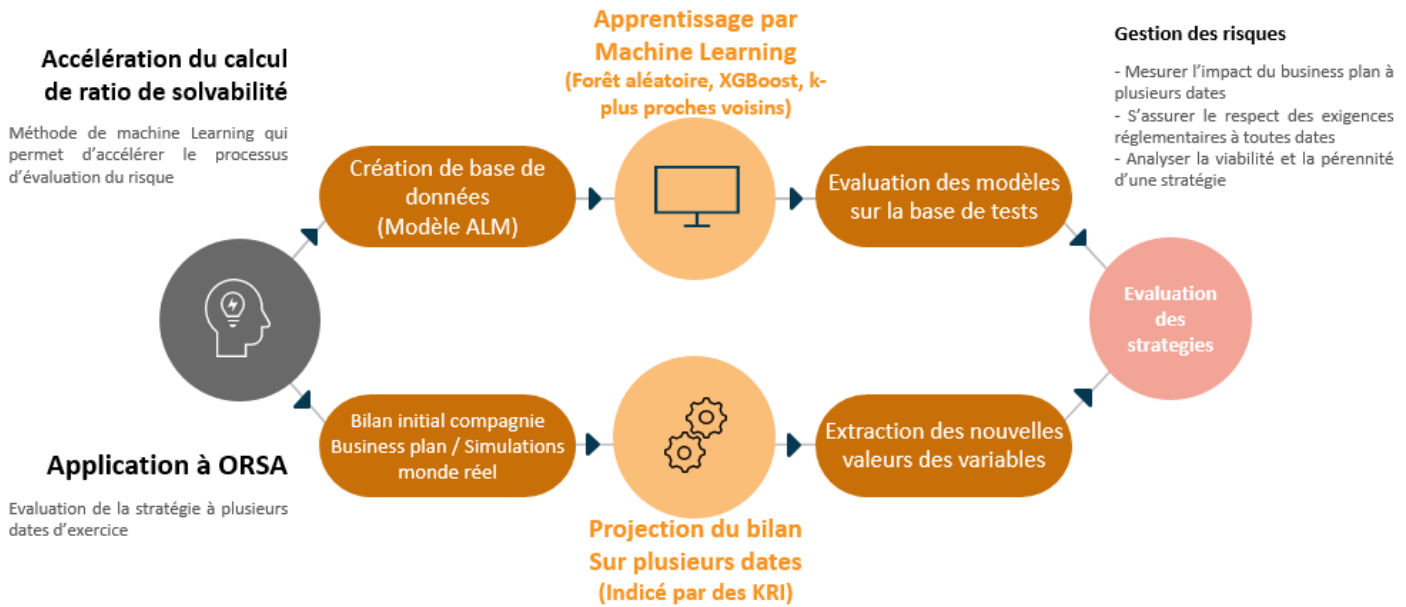 Accélération du calcul
de ratio de solvabilité
Méthode de machine Learning qui
permet d'accélérer le processus
d'évaluation du risque
Apprentissage par
Machine Learning
(Forêt aléatoire, XGBoost, k-
plus proches voisins)
Gestion des risques
- Mesurer l'impact du business plan à
plusieurs dates
- S'assurer le respect des exigences
réglementaires à toutes dates
- Analyser la viabilité et la pérennité
d'une stratégie
Création de base de
données
(Modèle ALM)
Evaluation des modèles
sur la base de tests
Evaluation
des
strategies
Application à ORSA
Evaluation de la stratégie à plusieurs
dates d'exercice
Bilan initial compagnie
Business plan / Simulations
monde réel
Projection du bilan
Sur plusieurs dates
(Indicé par des KRI)
Extraction des nouvelles
valeurs des variables